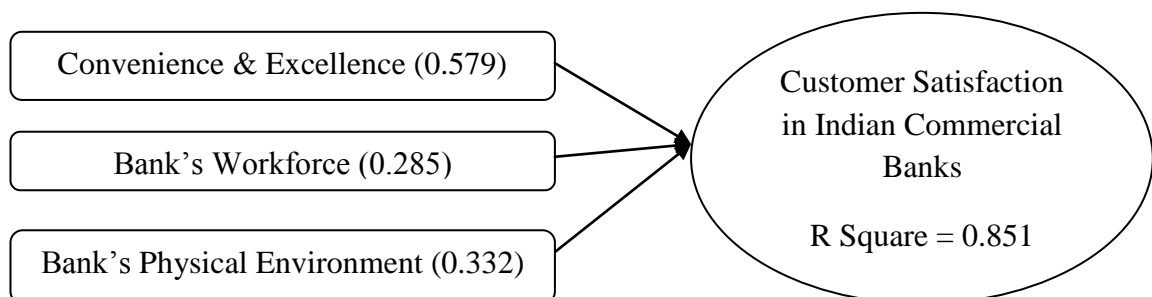 Convenience & Excellence (0.579)
Bank’s Workforce (0.285)
Bank’s Physical Environment (0.332)
Customer Satisfaction
in Indian Commercial
Banks
R Square = 0.851